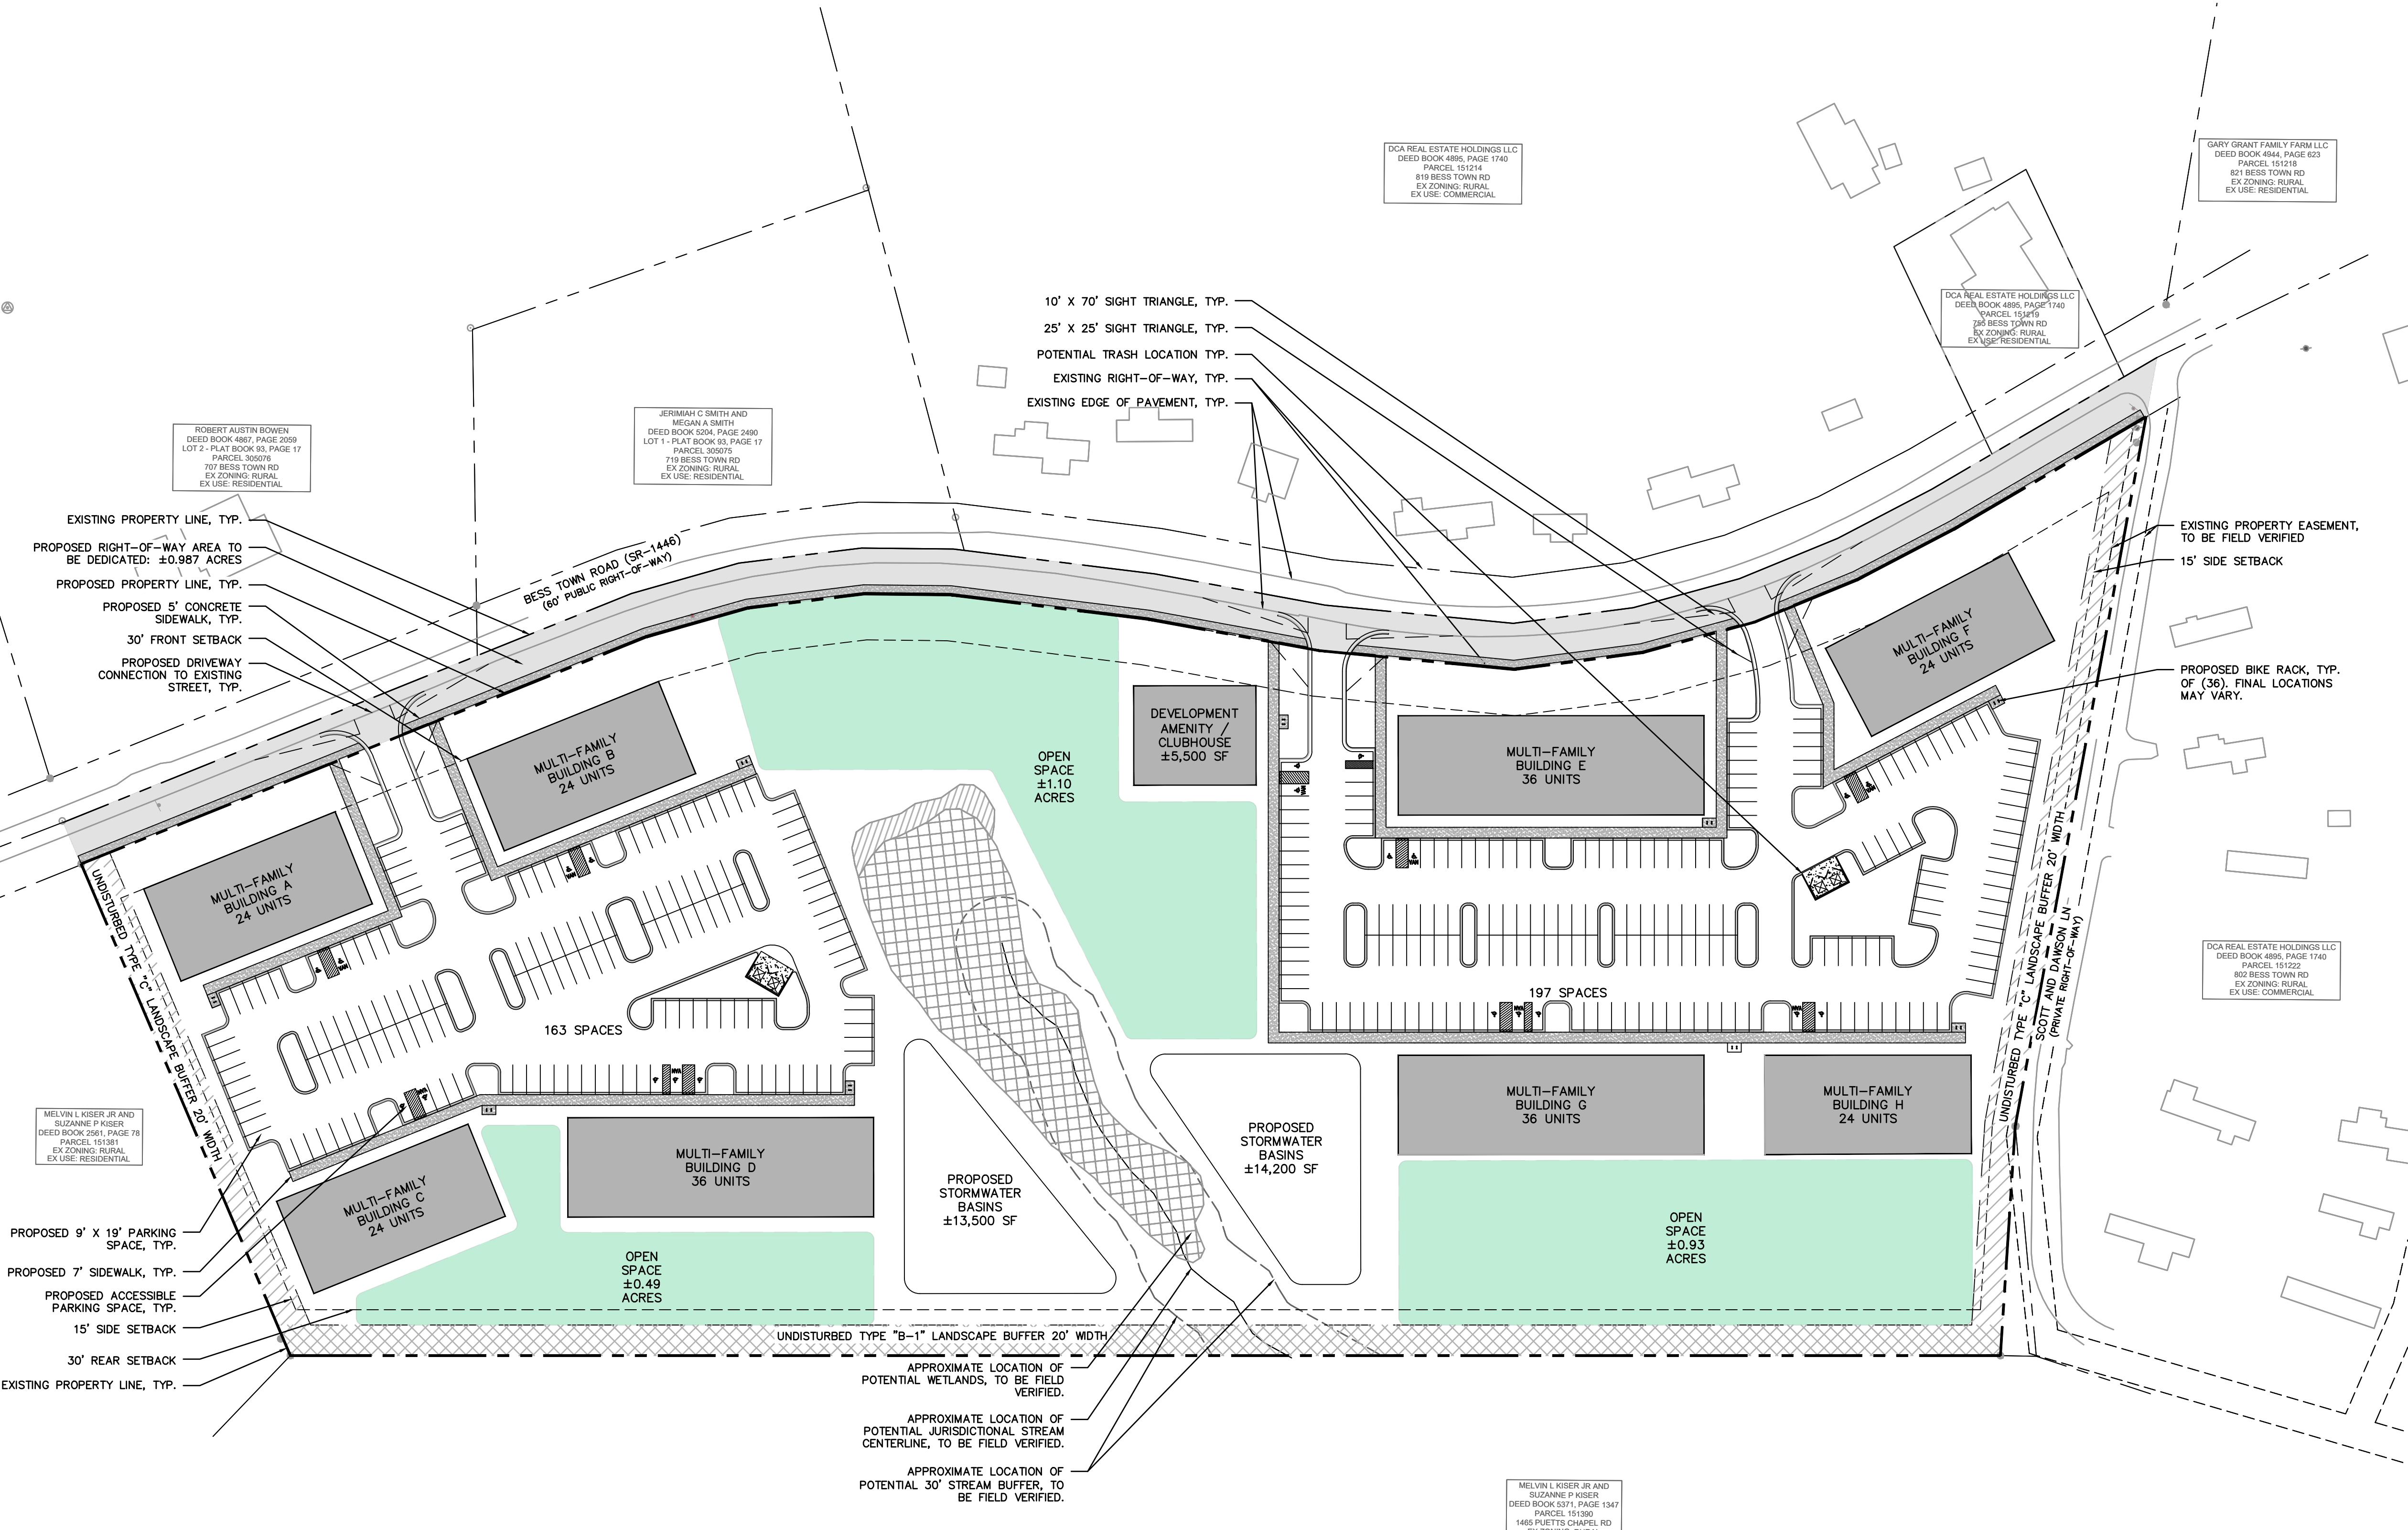 DCA REAL ESTATE HOLDINGS LLC
DEED BOOK 4895, PAGE 1740
PARCEL 151214
819 BESS TOWN RD
EX ZONING: RURAL
EX USE: COMMERCIAL
GARY GRANT FAMILY FARM LLC
DEED BOOK 4944, PAGE 623
PARCEL 151218
821 BESS TOWN RD
EX ZONING: RURAL
EX USE: RESIDENTIAL
DCA REAL ESTATE HOLDINGS LLC
DEED BOOK 4895, PAGE 1740
PARCEL 151219
755 BESS TOWN RD
EX ZONING: RURAL
EX USE: RESIDENTIAL
10' X 70' SIGHT TRIANGLE, TYP.
25' X 25' SIGHT TRIANGLE, TYP.
POTENTIAL TRASH LOCATION TYP.
EXISTING RIGHT-OF-WAY, TYP.
EXISTING EDGE OF PAVEMENT, TYP.
ROBERT AUSTIN BOWEN
DEED BOOK 4867, PAGE 2059
LOT 2 - PLAT BOOK 93, PAGE 17
PARCEL 305076
707 BESS TOWN RD
EX ZONING: RURAL
EX USE: RESIDENTIAL
JERIMIAH C SMITH AND
MEGAN A SMITH
DEED BOOK 5204, PAGE 2490
LOT 1 - PLAT BOOK 93, PAGE 17
PARCEL 305075
719 BESS TOWN RD
EX ZONING: RURAL
EX USE: RESIDENTIAL
EXISTING PROPERTY LINE, TYP.
PROPOSED RIGHT-OF-WAY AREA TO
BE DEDICATED: ±0.987 ACRES
PROPOSED PROPERTY LINE, TYP.
PROPOSED 5' CONCRETE
SIDEWALK, TYP.
30' FRONT SETBACK
PROPOSED DRIVEWAY
CONNECTION TO EXISTING
STREET, TYP.
BESS TOWN ROAD (SR-1446)
(60' PUBLIC RIGHT-OF-WAY)
EXISTING PROPERTY EASEMENT,
TO BE FIELD VERIFIED
15' SIDE SETBACK
PROPOSED BIKE RACK, TYP.
OF (36). FINAL LOCATIONS
MAY VARY.
MULTI-FAMILY
BUILDING A
24 UNITS
MULTI-FAMILY
BUILDING B
24 UNITS
OPEN
SPACE
±1.10
ACRES
DEVELOPMENT
AMENITY /
CLUBHOUSE
±5,500 SF
MULTI-FAMILY
BUILDING E
36 UNITS
MULTI-FAMILY
BUILDING F
24 UNITS
VAN
VAN
VAN
VAN
VAN
163 SPACES
197 SPACES
VAN
VAN
VAN
VAN
UNDISTURBED TYPE "C" LANDSCAPE BUFFER 20' WIDTH
UNDISTURBED TYPE "C" LANDSCAPE BUFFER 20' WIDTH
SCOTT AND DAWSON LN
(PRIVATE RIGHT-OF-WAY)
DCA REAL ESTATE HOLDINGS LLC
DEED BOOK 4895, PAGE 1740
PARCEL 151222
802 BESS TOWN RD
EX ZONING: RURAL
EX USE: COMMERCIAL
MELVIN L KISER JR AND
SUZANNE P KISER
DEED BOOK 2561, PAGE 78
PARCEL 151381
EX ZONING: RURAL
EX USE: RESIDENTIAL
MULTI-FAMILY
BUILDING C
24 UNITS
MULTI-FAMILY
BUILDING D
36 UNITS
OPEN
SPACE
±0.49
ACRES
PROPOSED
STORMWATER
BASINS
±13,500 SF
PROPOSED
STORMWATER
BASINS
±14,200 SF
MULTI-FAMILY
BUILDING G
36 UNITS
MULTI-FAMILY
BUILDING H
24 UNITS
OPEN
SPACE
±0.93
ACRES
PROPOSED 9' X 19' PARKING
SPACE, TYP.
PROPOSED 7' SIDEWALK, TYP.
PROPOSED ACCESSIBLE
PARKING SPACE, TYP.
15' SIDE SETBACK
30' REAR SETBACK
EXISTING PROPERTY LINE, TYP.
UNDISTURBED TYPE "B-1" LANDSCAPE BUFFER 20' WIDTH
APPROXIMATE LOCATION OF
POTENTIAL WETLANDS, TO BE FIELD
VERIFIED.
APPROXIMATE LOCATION OF
POTENTIAL JURISDICTIONAL STREAM
CENTERLINE, TO BE FIELD VERIFIED.
APPROXIMATE LOCATION OF
POTENTIAL 30' STREAM BUFFER, TO
BE FIELD VERIFIED.
MELVIN L KISER JR AND
SUZANNE P KISER
DEED BOOK 5371, PAGE 1347
PARCEL 151390
1465 PUETTS CHAPEL RD